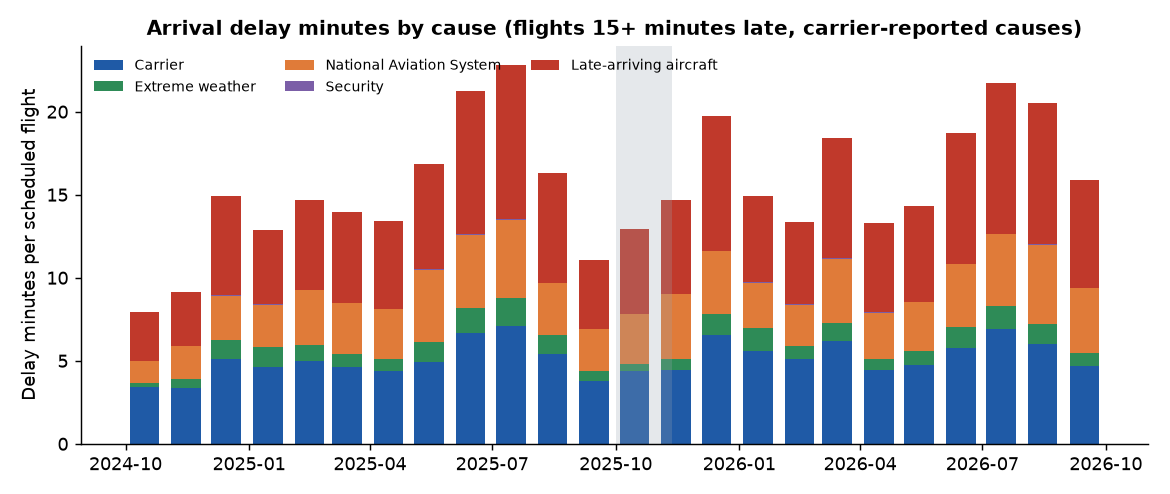 Arrival delay minutes by cause (flights 15+ minutes late, carrier-reported causes)
Carrier
Extreme weather
National Aviation System
Security
Late-arriving aircraft
Delay minutes per scheduled flight
20
15
10
5
0
2024-10 2025-01 2025-04 2025-07 2025-10 2026-01 2026-04 2026-07 2026-10